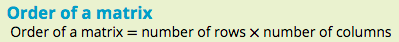 Order of a matrix
Order of a matrix = number of rows × number of columns